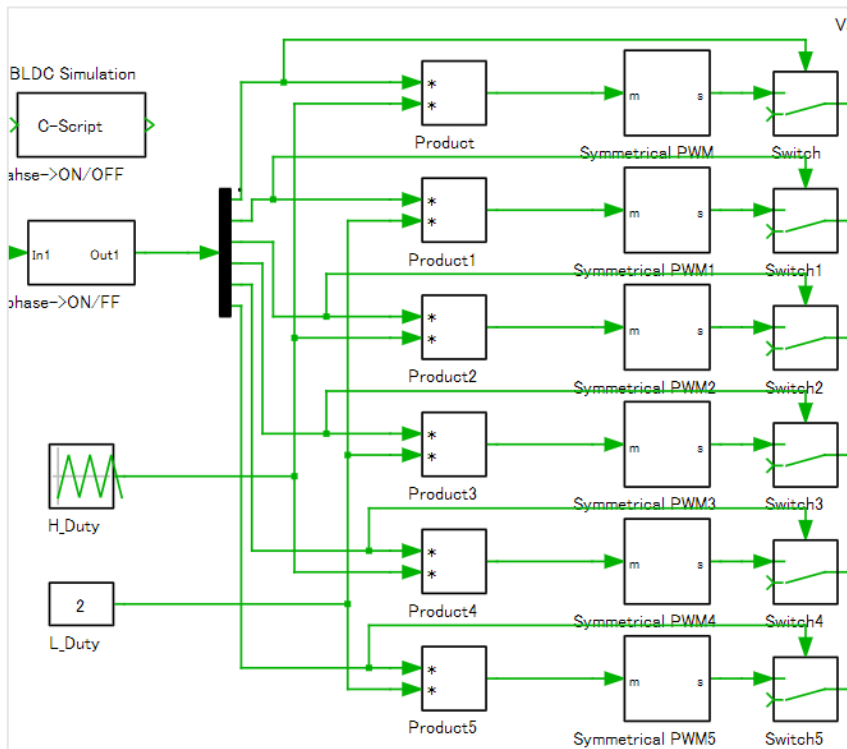 V
BLDC Simulation
C-Script
ahse->ON/OFF
In1
Out1
phase->ON/FF
H_Duty
2
L_Duty
*
*
Product
m
s
Symmetrical PWM
Switch
*
*
Product1
m
s
Symmetrical PWM1
Switch1
*
*
Product2
m
s
Symmetrical PWM2
Switch2
*
*
Product3
m
s
Symmetrical PWM3
Switch3
*
*
Product4
m
s
Symmetrical PWM4
Switch4
*
*
Product5
m
s
Symmetrical PWM5
Switch5